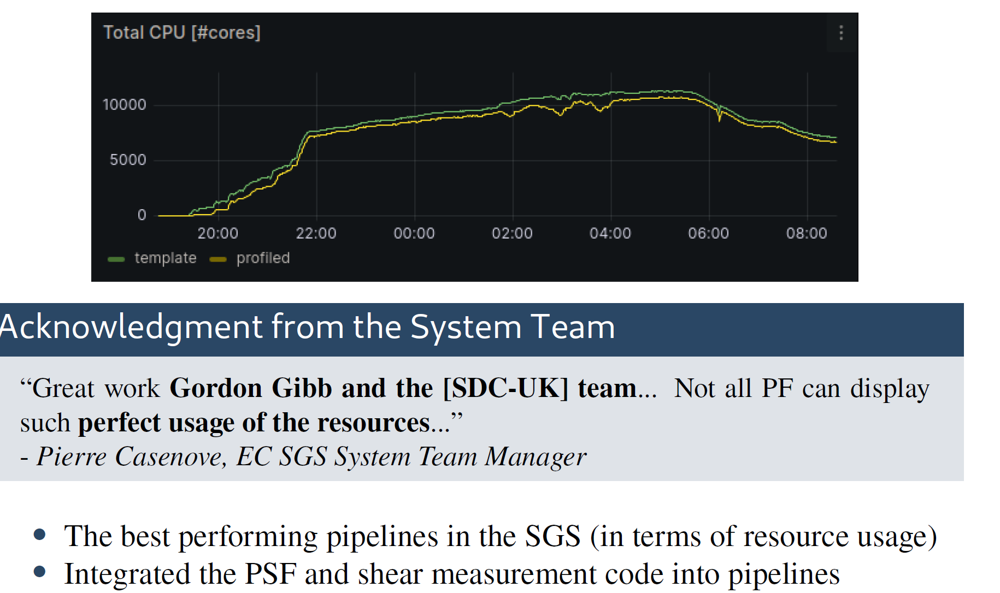 Total CPU [#cores]
10000
5000
0
20:00 22:00 00:00 02:00 04:00 06:00 08:00
template profiled
Acknowledgment from the System Team
“Great work Gordon Gibb and the [SDC-UK] team... Not all PF can display
such perfect usage of the resources...”
- Pierre Casenove, EC SGS System Team Manager
• The best performing pipelines in the SGS (in terms of resource usage)
• Integrated the PSF and shear measurement code into pipelines